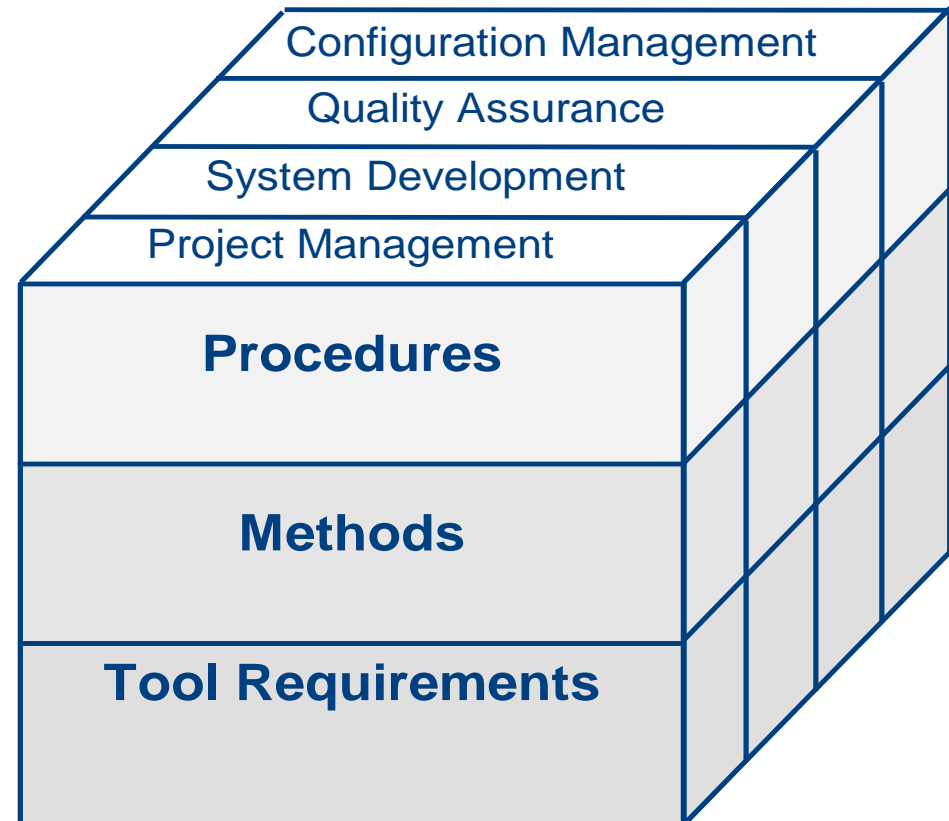 Configuration Management
Quality Assurance
System Development
Project Management
Procedures
Methods
Tool Requirements